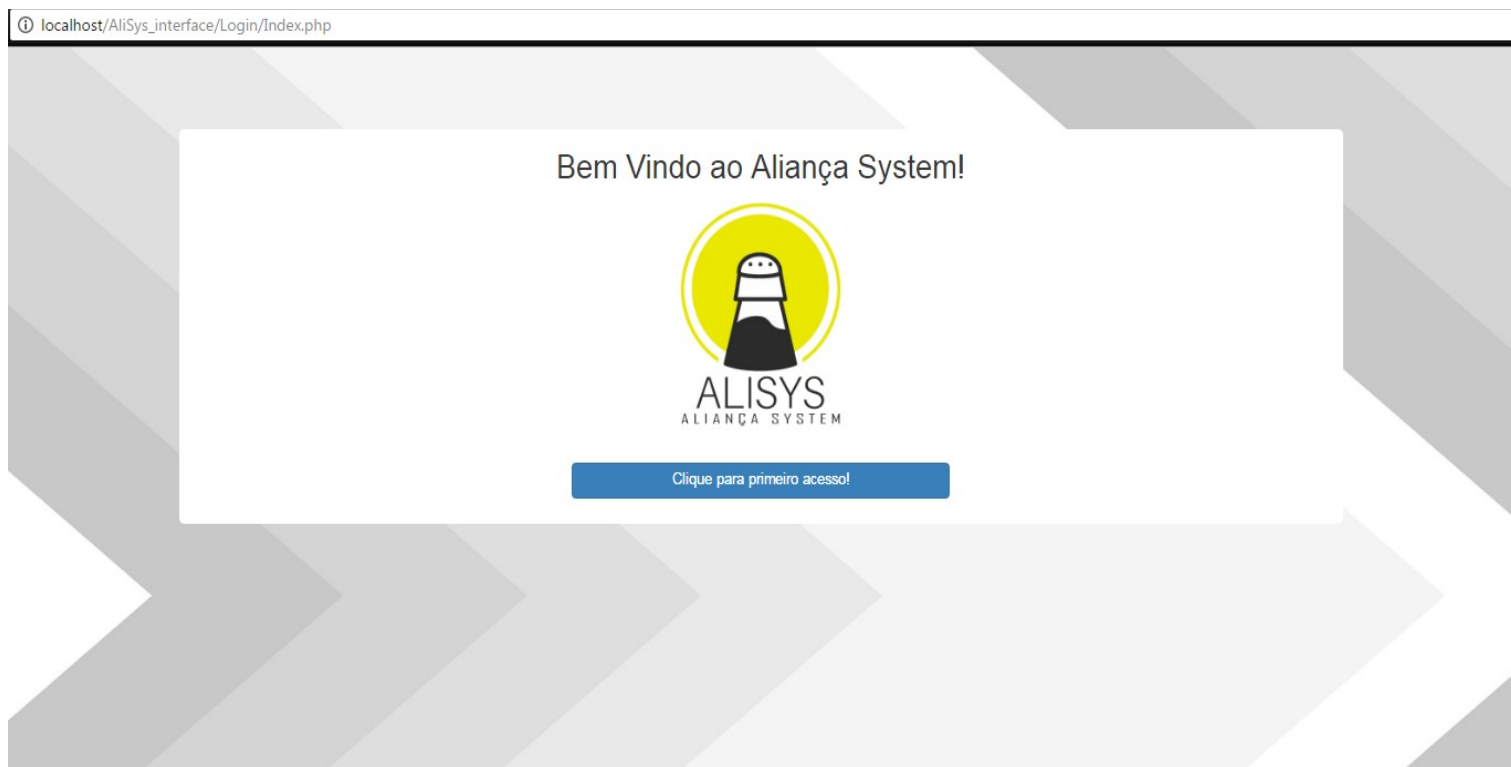 localhost/AliSys_interface/Login/Index.php
Bem Vindo ao Aliança System!
ALISYS
ALIANÇA SYSTEM
Clique para primeiro acesso!